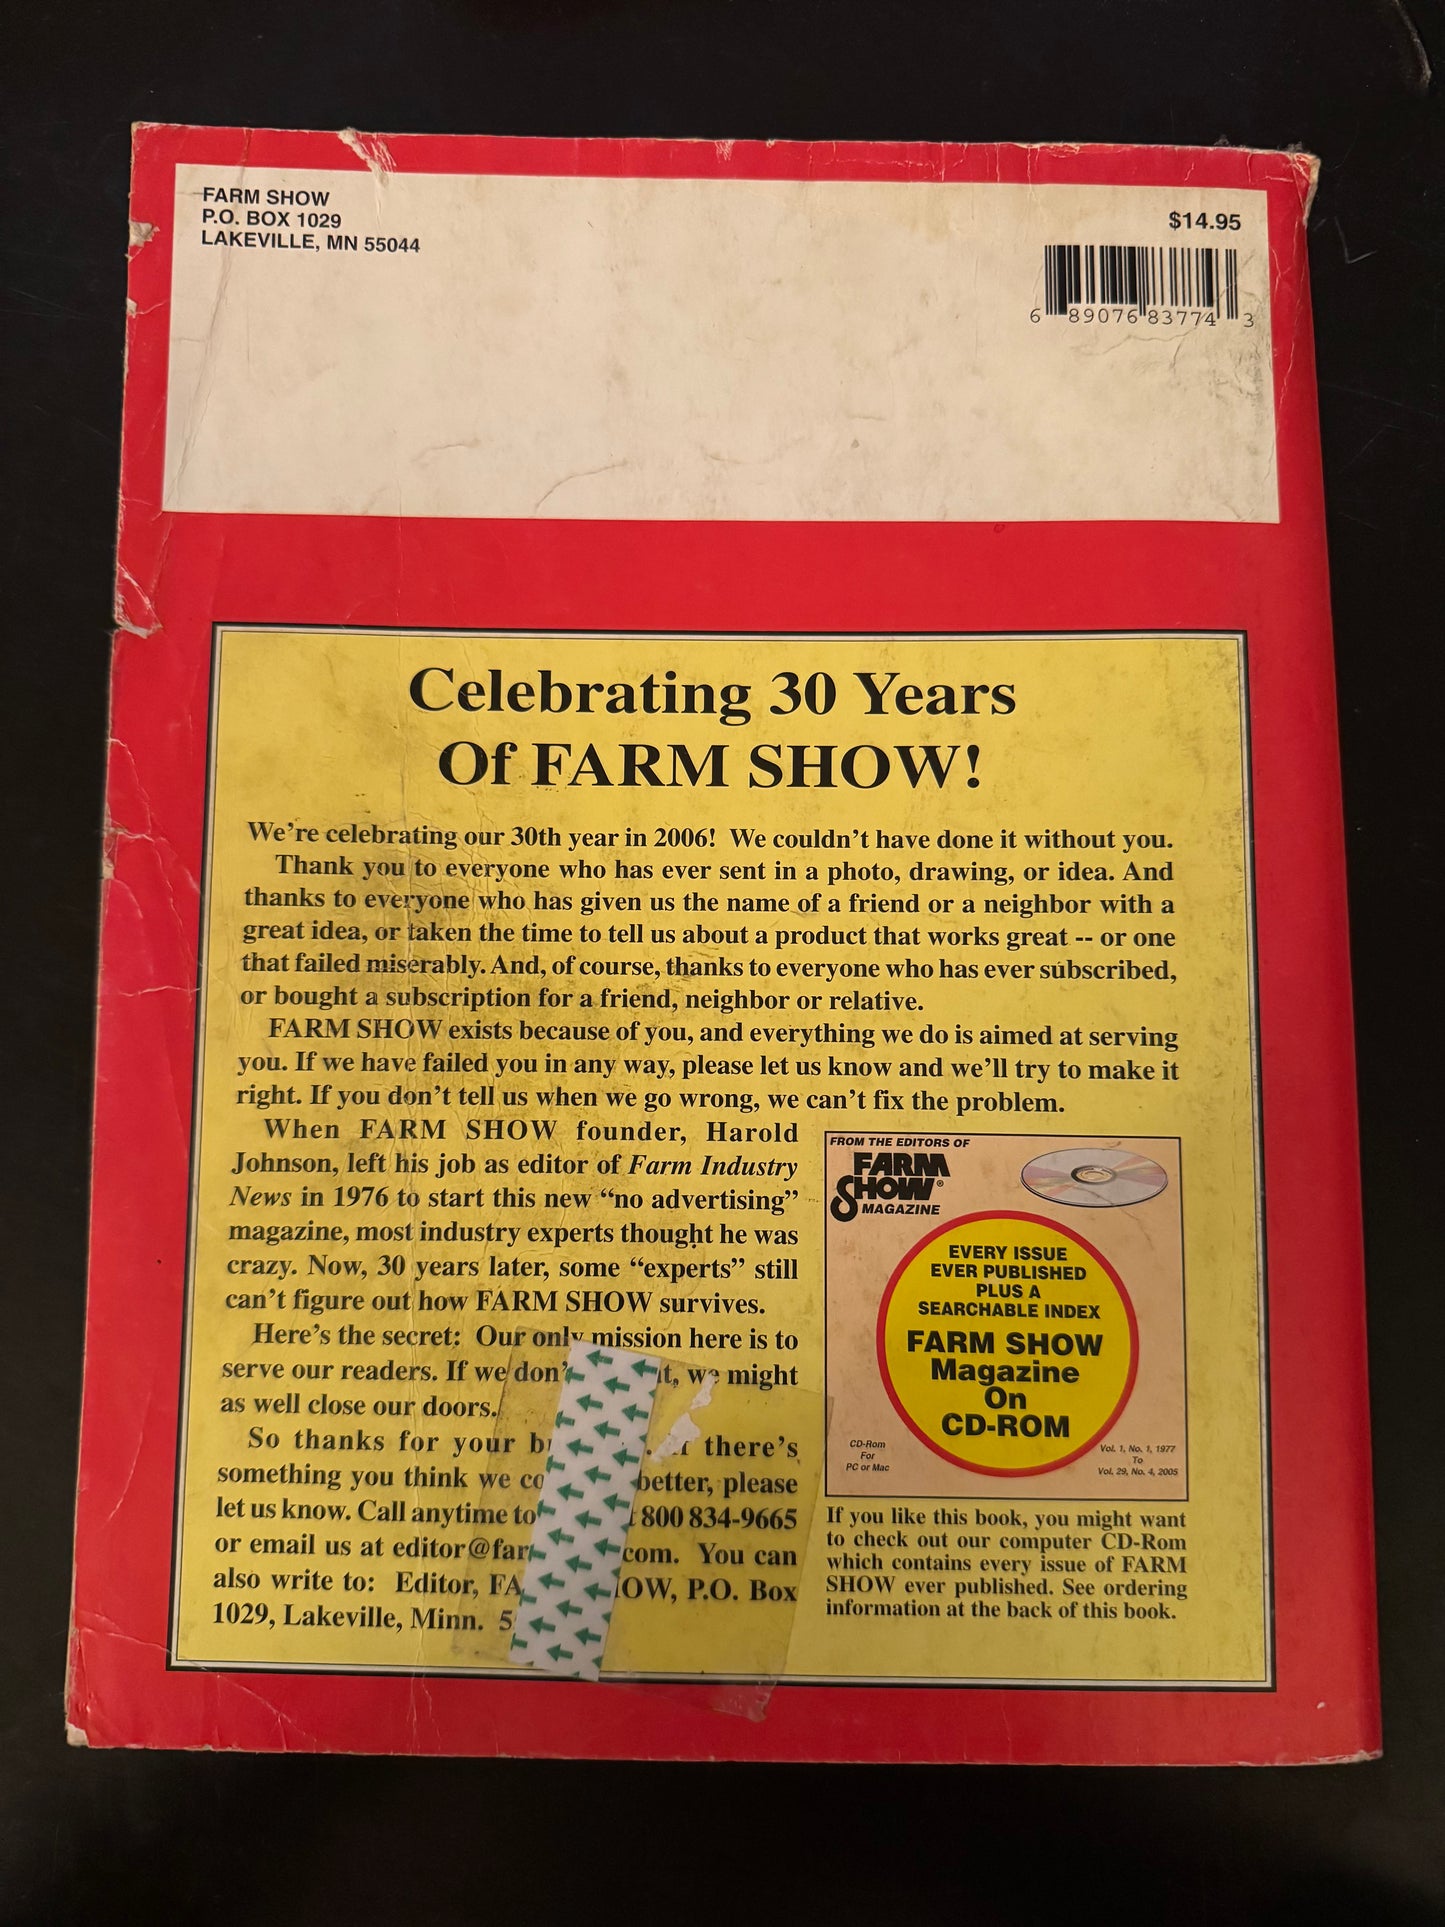 FARM SHOW
P.O. BOX 1029
LAKEVILLE, MN 55044
$14.95
6 89076 83774 3
Celebrating 30 Years
Of FARM SHOW!
We're celebrating our 30th year in 2006! We couldn't have done it without you.
Thank you to everyone who has ever sent in a photo, drawing, or idea. And
thanks to everyone who has given us the name of a friend or a neighbor with a
great idea, or taken the time to tell us about a product that works great -- or one
that failed miserably. And, of course, thanks to everyone who has ever subscribed,
or bought a subscription for a friend, neighbor or relative.
FARM SHOW exists because of you, and everything we do is aimed at serving
you. If we have failed you in any way, please let us know and we'll try to make it
right. If you don't tell us when we go wrong, we can't fix the problem.
When FARM SHOW founder, Harold
Johnson, left his job as editor of Farm Industry
News in 1976 to start this new "no advertising"
magazine, most industry experts thought he was
crazy. Now, 30 years later, some "experts" still
can't figure out how FARM SHOW survives.
Here's the secret: Our only mission here is to
serve our readers. If we don't we might
as well close our doors.
So thanks for your there's
something you think we better, please
let us know. Call anytime 800 834-9665
or email us at com. You can
also write to: Editor, P.O. Box
1029, Lakeville, Minn.
FROM THE EDITORS OF
FARM
SHOW®
MAGAZINE
EVERY ISSUE
EVER PUBLISHED
PLUS A
SEARCHABLE INDEX
FARM SHOW
Magazine
On
CD-ROM
CD-Rom
For
PC or Mac
Vol. 1, No. 1, 1977
To
Vol. 29, No. 4, 2005
If you like this book, you might want
to check out our computer CD-Rom
which contains every issue of FARM
SHOW ever published. See ordering
information at the back of this book.